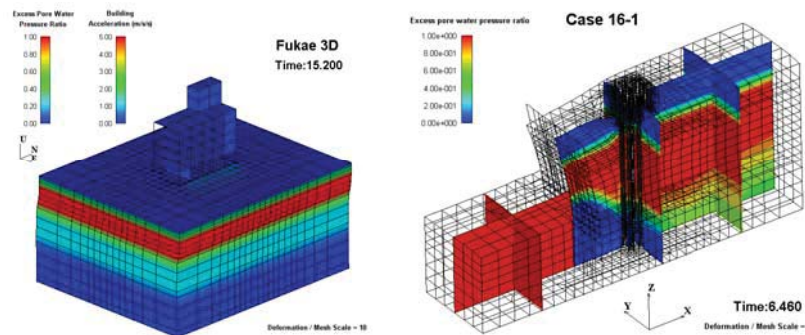 Excess Pore Water
Pressure Ratio
Building
Acceleration (m/s/s)
1.00
0.80
0.60
0.40
0.20
0.00
5.00
4.00
3.00
2.00
1.00
0.00
Fukae 3D
Time:15.200
U
N
E
Deformation / Mesh Scale = 10
Excess pore water pressure ratio
1.00e+000
8.00e-001
6.00e-001
4.00e-001
2.00e-001
0.00e+000
Case 16-1
Z
Y
X
Time:6.460
Deformation / Mesh Scale =